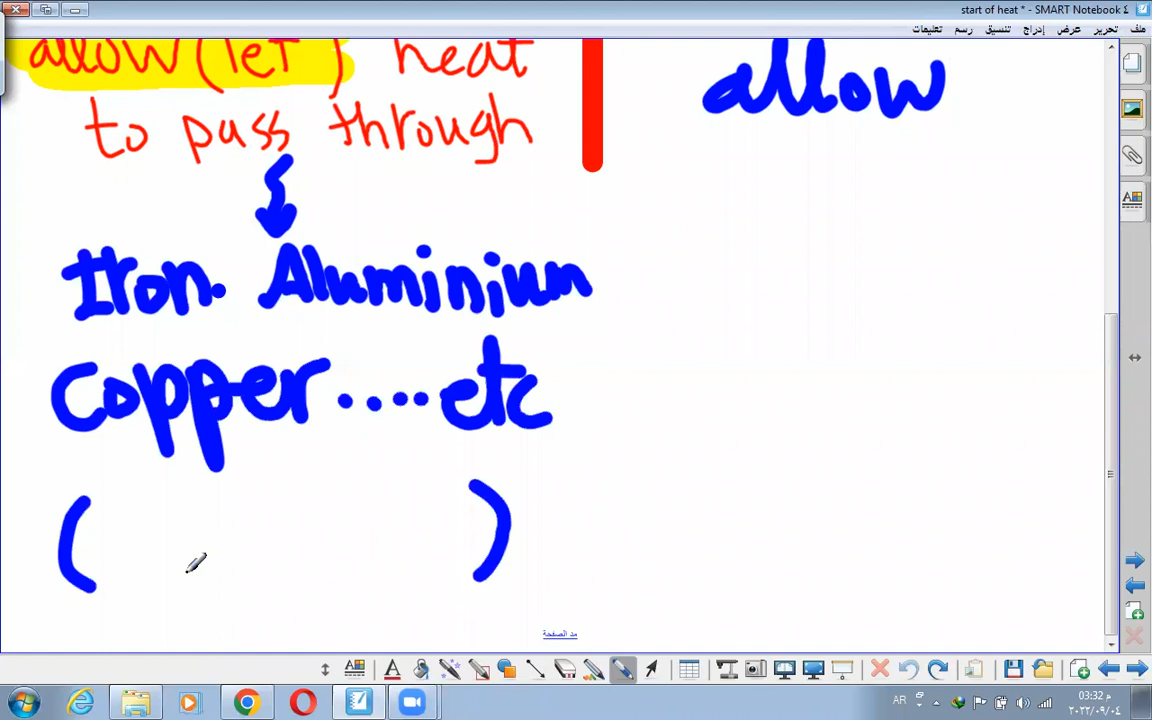 start of heat * - SMART Notebook ٤
ملف تحرير عرض إدراج تنسيق رسم تعليقات
allow (let) heat
to pass through
allow
Iron. Aluminium
Copper....etc
( )
مد الصفحة
AR
م 03:32
٢٠٢٢/٠٩/٠٤